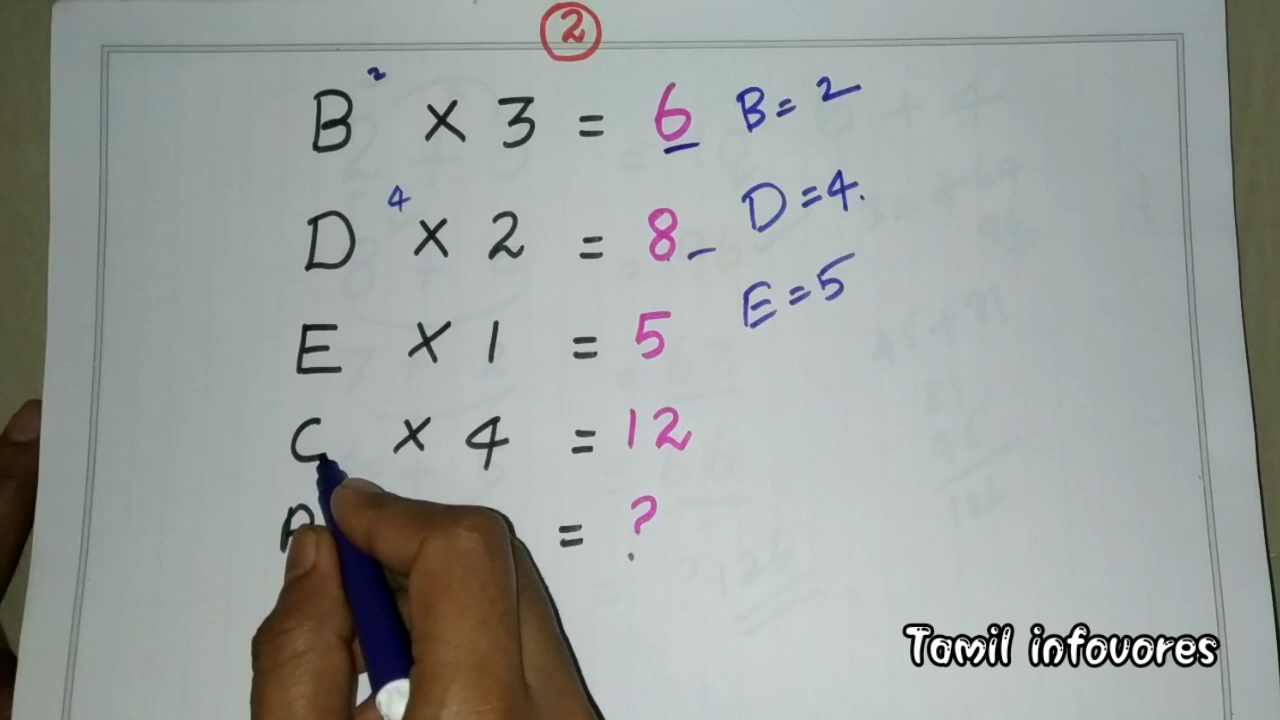 2
B² × 3 = 6 B = 2
D⁴ × 2 = 8 - D = 4.
E × 1 = 5 E = 5
C × 4 = 12
= ?
Tamil infovores